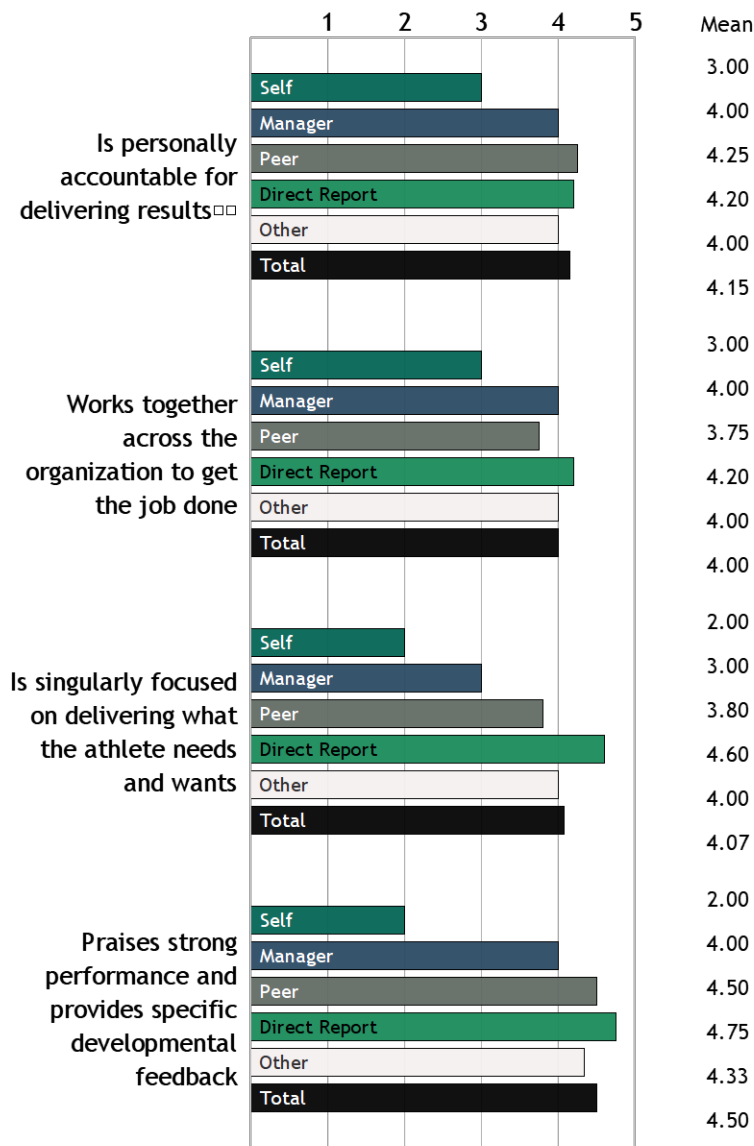 1 2 3 4 5 Mean
Is personally
accountable for
delivering results□□
Self
Manager
Peer
Direct Report
Other
Total
3.00
4.00
4.25
4.20
4.00
4.15
Works together
across the
organization to get
the job done
Self
Manager
Peer
Direct Report
Other
Total
3.00
4.00
3.75
4.20
4.00
4.00
Is singularly focused
on delivering what
the athlete needs
and wants
Self
Manager
Peer
Direct Report
Other
Total
2.00
3.00
3.80
4.60
4.00
4.07
Praises strong
performance and
provides specific
developmental
feedback
Self
Manager
Peer
Direct Report
Other
Total
2.00
4.00
4.50
4.75
4.33
4.50